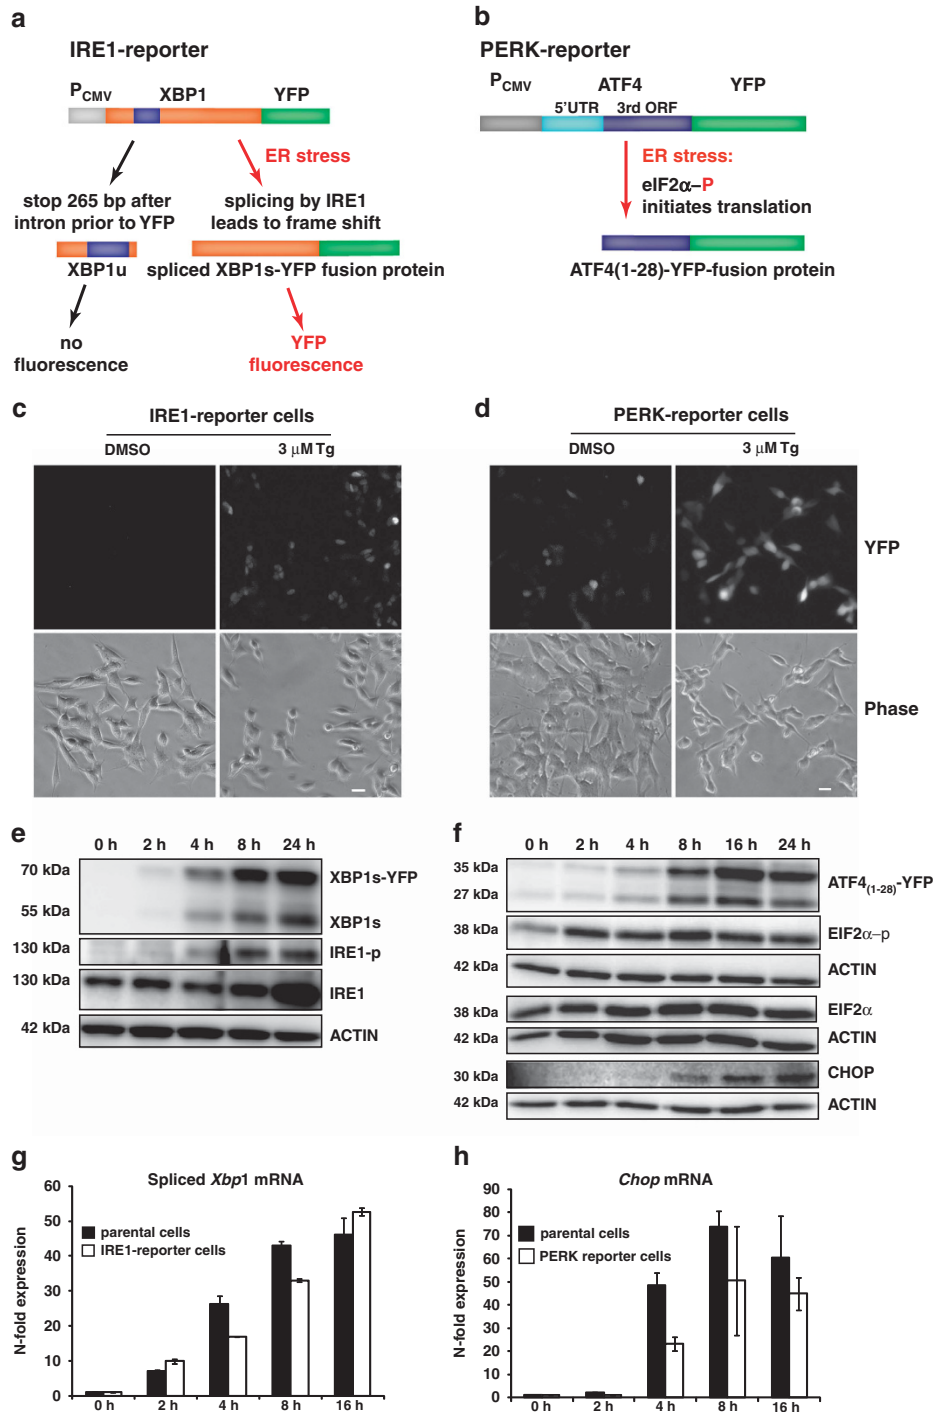 a
IRE1-reporter
PCMV
XBP1
YFP
ER stress
stop 265 bp after
intron prior to YFP
splicing by IRE1
leads to frame shift
XBP1u
spliced XBP1s-YFP fusion protein
no
fluorescence
YFP
fluorescence
b
PERK-reporter
PCMV
ATF4
YFP
5'UTR
3rd ORF
ER stress:
eIF2α–P
initiates translation
ATF4(1-28)-YFP-fusion protein
c
IRE1-reporter cells
DMSO
3 µM Tg
d
PERK-reporter cells
DMSO
3 µM Tg
YFP
Phase
e
0 h 2 h 4 h 8 h 24 h
70 kDa
XBP1s-YFP
55 kDa
XBP1s
130 kDa
IRE1-p
130 kDa
IRE1
42 kDa
ACTIN
f
0 h 2 h 4 h 8 h 16 h 24 h
35 kDa
ATF4(1-28)-YFP
27 kDa
38 kDa
EIF2α–p
42 kDa
ACTIN
38 kDa
EIF2α
42 kDa
ACTIN
30 kDa
CHOP
42 kDa
ACTIN
g
Spliced Xbp1 mRNA
N-fold expression
60
50
40
30
20
10
0
parental cells
IRE1-reporter cells
0 h 2 h 4 h 8 h 16 h
h
Chop mRNA
N-fold expression
90
80
70
60
50
40
30
20
10
0
parental cells
PERK reporter cells
0 h 2 h 4 h 8 h 16 h